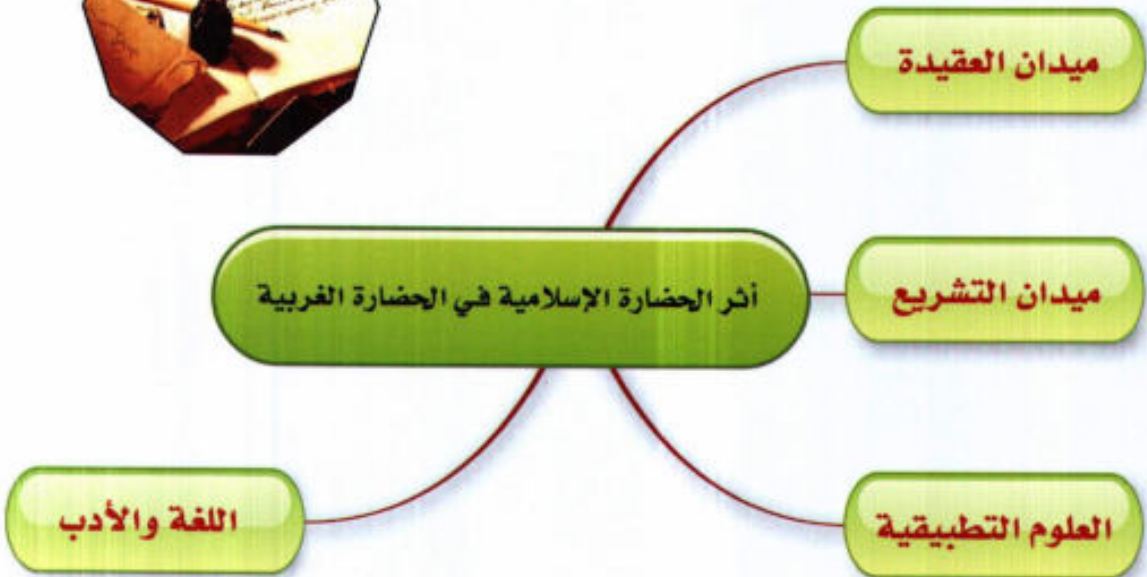 ميدان العقيدة
أثر الحضارة الإسلامية في الحضارة الغربية
ميدان التشريع
العلوم التطبيقية
اللغة والأدب